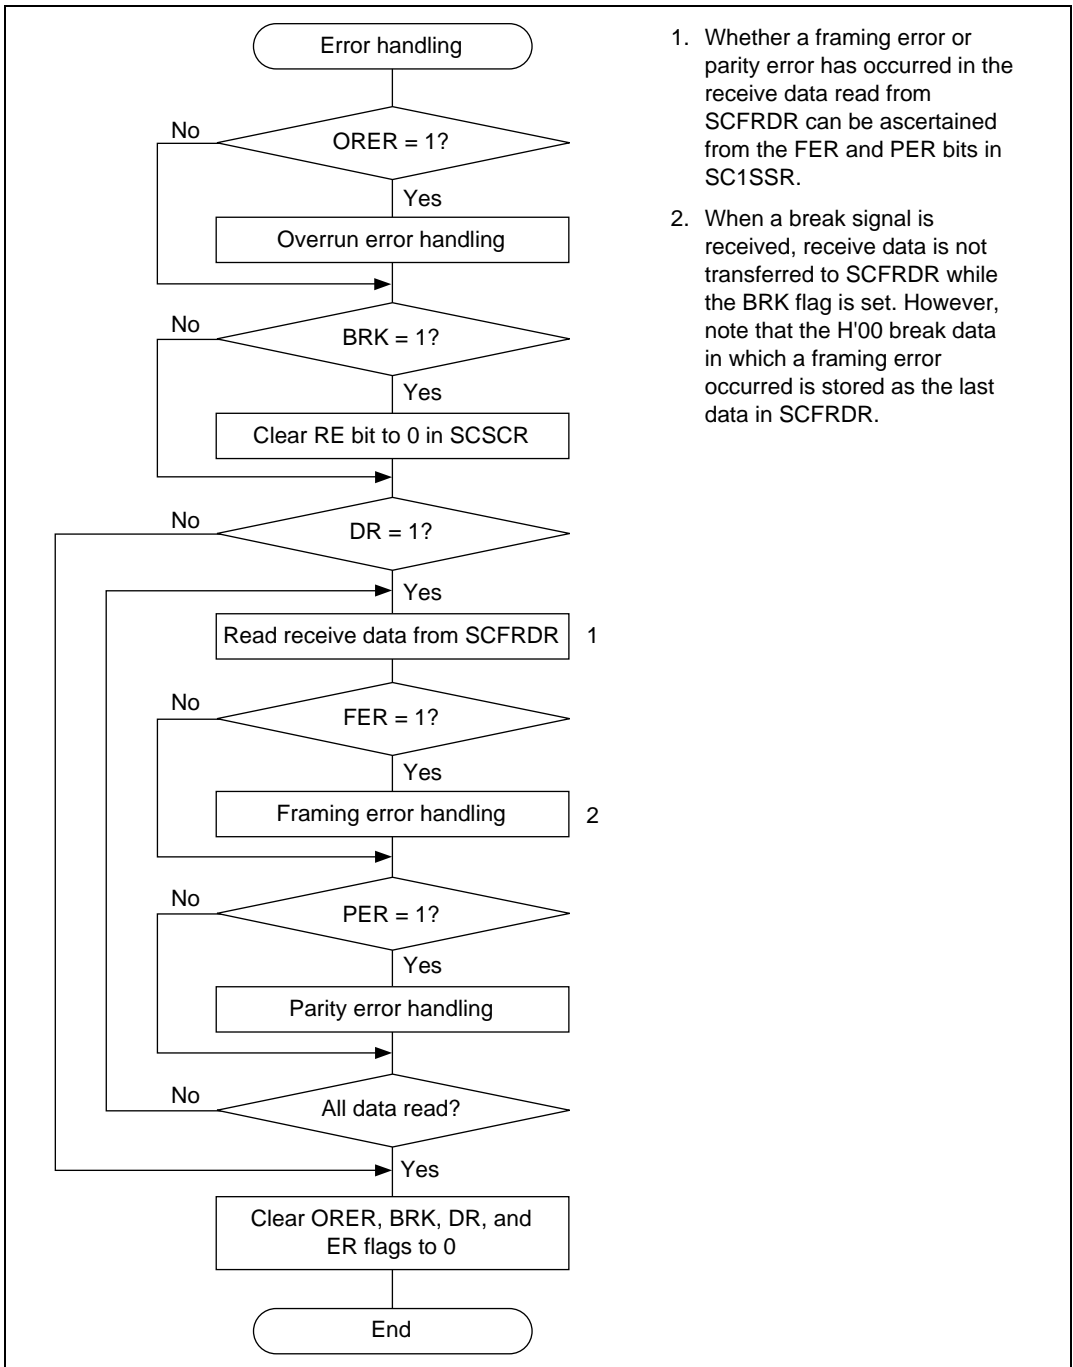 Error handling
No
ORER = 1?
Yes
Overrun error handling
No
BRK = 1?
Yes
Clear RE bit to 0 in SCSCR
No
DR = 1?
Yes
Read receive data from SCFRDR 1
No
FER = 1?
Yes
Framing error handling 2
No
PER = 1?
Yes
Parity error handling
No
All data read?
Yes
Clear ORER, BRK, DR, and
ER flags to 0
End
1. Whether a framing error or
parity error has occurred in the
receive data read from
SCFRDR can be ascertained
from the FER and PER bits in
SC1SSR.
2. When a break signal is
received, receive data is not
transferred to SCFRDR while
the BRK flag is set. However,
note that the H'00 break data
in which a framing error
occurred is stored as the last
data in SCFRDR.